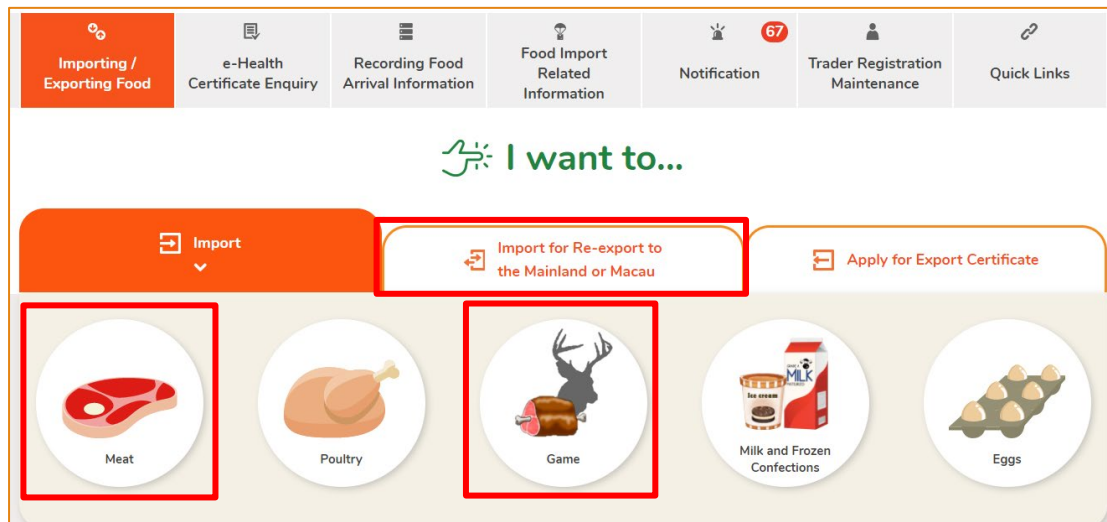 Importing /
Exporting Food
e-Health
Certificate Enquiry
Recording Food
Arrival Information
Food Import
Related
Information
67
Notification
Trader Registration
Maintenance
Quick Links
I want to...
Import
Import for Re-export to
the Mainland or Macau
Apply for Export Certificate
Meat
Poultry
Game
MILK
Ice cream
Milk and Frozen
Confections
Eggs